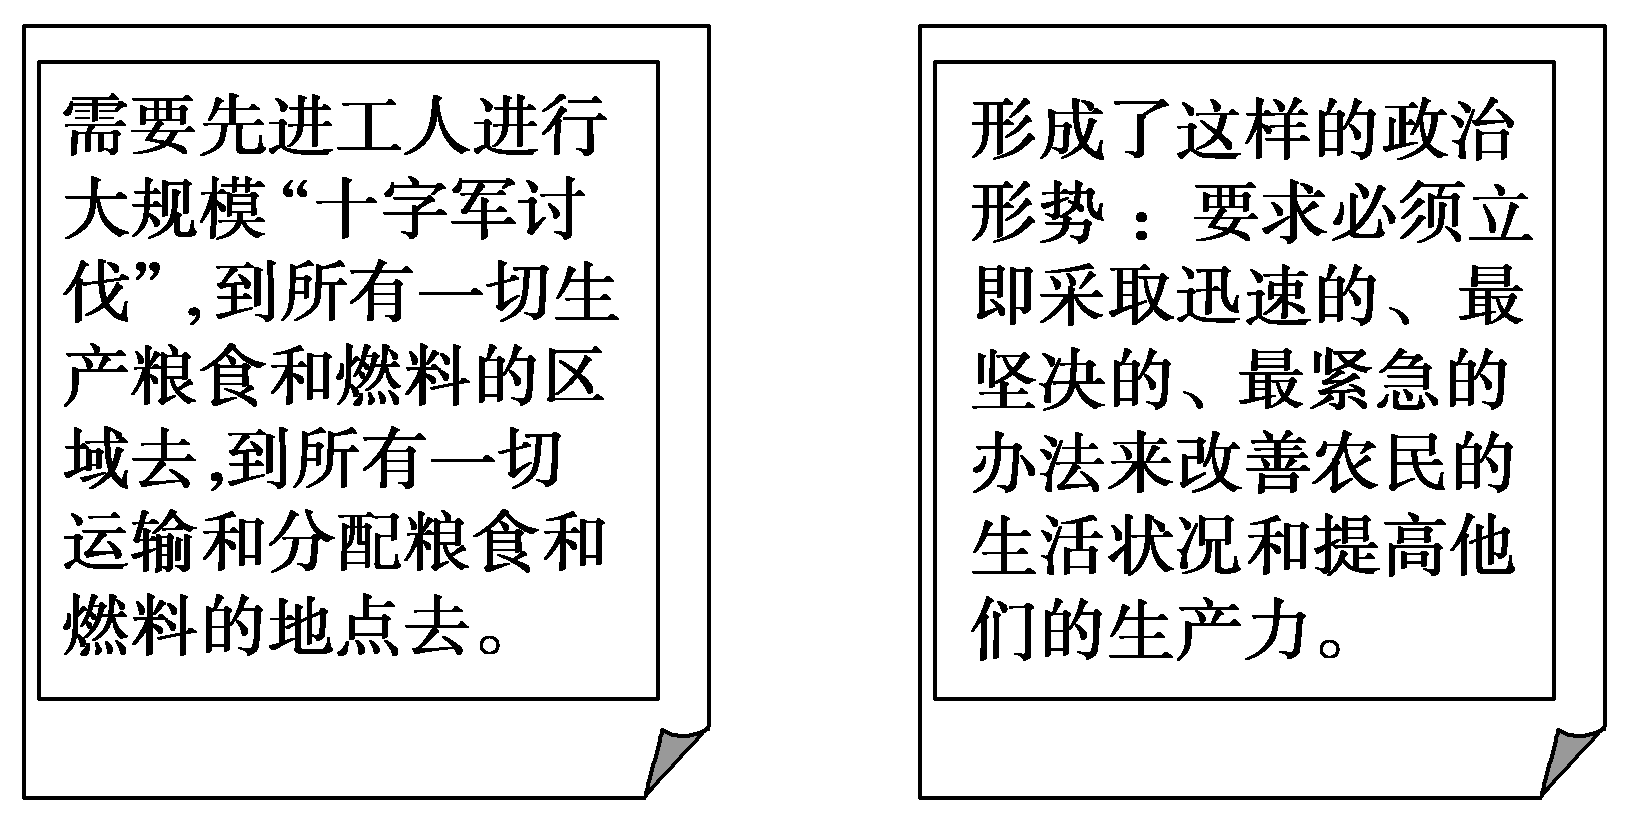 需要先进工人进行
大规模“十字军讨
伐”,到所有一切生
产粮食和燃料的区
域去,到所有一切
运输和分配粮食和
燃料的地点去。
形成了这样的政治
形势：要求必须立
即采取迅速的、最
坚决的、最紧急的
办法来改善农民的
生活状况和提高他
们的生产力。